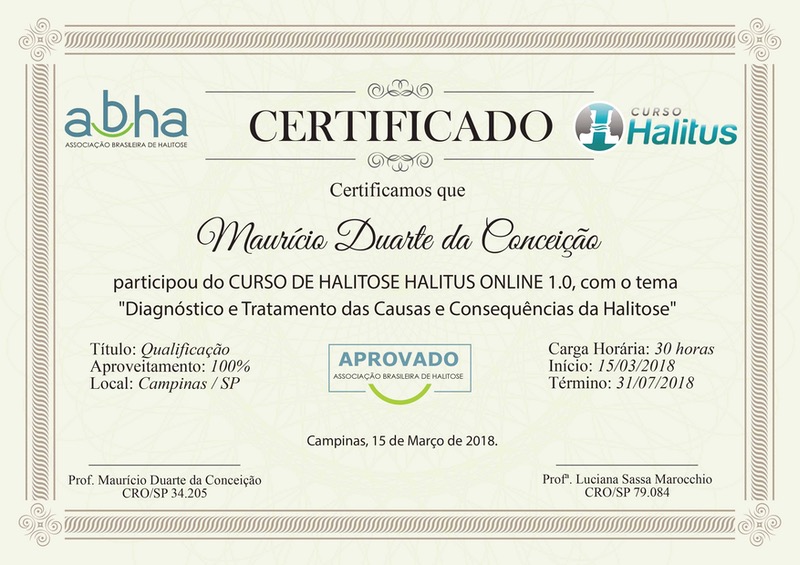 abha
ASSOCIAÇÃO BRASILEIRA DE HALITOSE
CERTIFICADO
CURSO
Halitus
Certificamos que
Maurício Duarte da Conceição
participou do CURSO DE HALITOSE HALITUS ONLINE 1.0, com o tema
"Diagnóstico e Tratamento das Causas e Consequências da Halitose"
Título: Qualificação
Aproveitamento: 100%
Local: Campinas / SP
APROVADO
ASSOCIAÇÃO BRASILEIRA DE HALITOSE
Carga Horária: 30 horas
Início: 15/03/2018
Término: 31/07/2018
Campinas, 15 de Março de 2018.
Prof. Maurício Duarte da Conceição
CRO/SP 34.205
Profª. Luciana Sassa Marocchio
CRO/SP 79.084